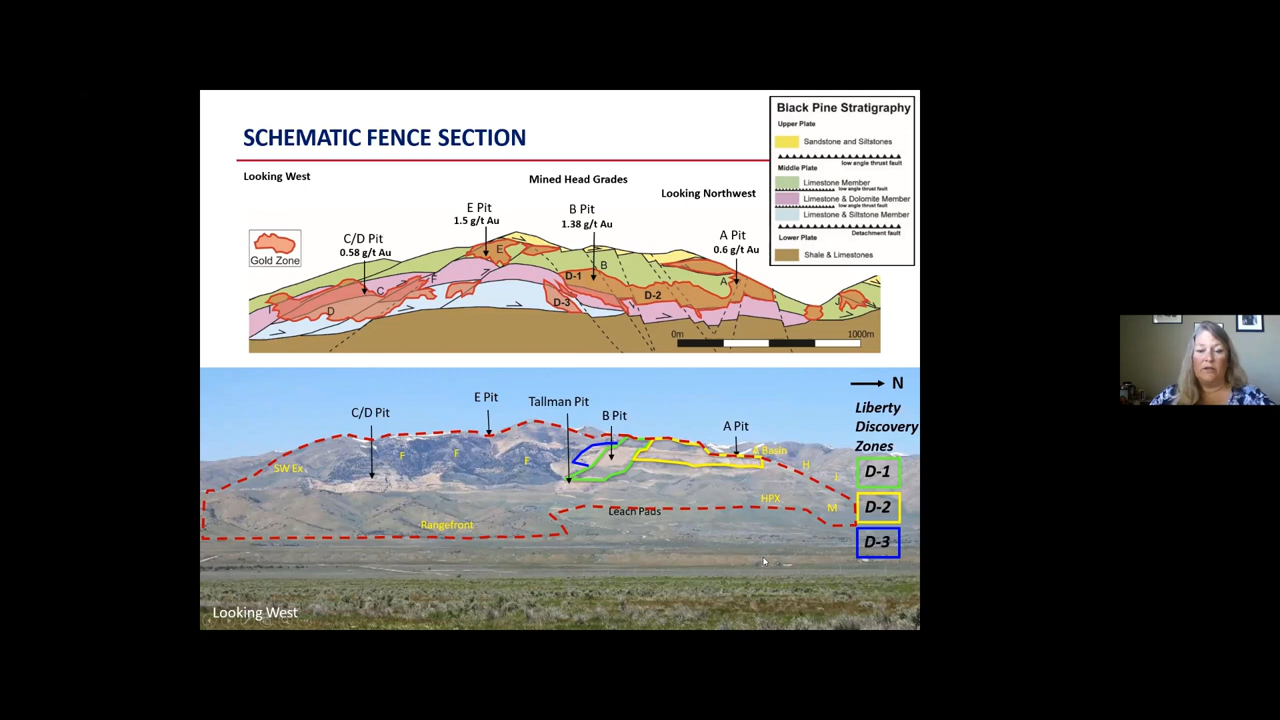 SCHEMATIC FENCE SECTION
Looking West
Mined Head Grades
Looking Northwest
E Pit
1.5 g/t Au
B Pit
1.38 g/t Au
C/D Pit
0.58 g/t Au
A Pit
0.6 g/t Au
Gold Zone
Black Pine Stratigraphy
Upper Plate
Sandstone and Siltstones
low angle thrust fault
Middle Plate
Limestone Member
low angle thrust fault
Limestone & Dolomite Member
low angle thrust fault
Limestone & Siltstone Member
Detachment fault
Lower Plate
Shale & Limestones
E
B
F
D-1
A
C
D-2
D-3
I
D
J
0m
1000m
N
Liberty
Discovery
Zones
D-1
D-2
D-3
E Pit
Tallman Pit
C/D Pit
B Pit
A Pit
A Basin
F
F
F
SW Ex
H
I
HPX
M
Leach Pads
Rangefront
Looking West